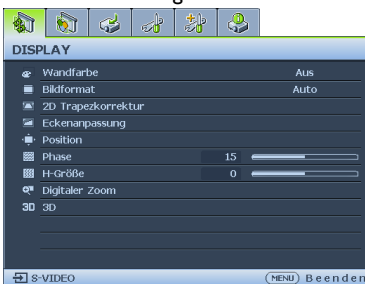 DISPLAY
Wandfarbe Aus
Bildformat Auto
2D Trapezkorrektur
Eckenanpassung
Position
Phase 15
H-Größe 0
Digitaler Zoom
3D 3D
S-VIDEO MENU Beenden